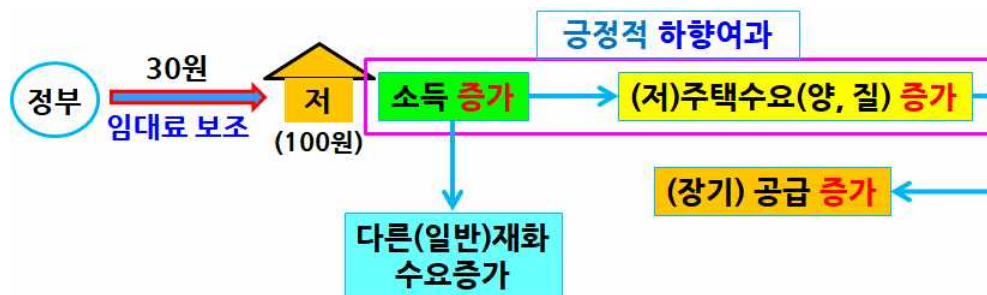 긍정적 하향여과
정부
30원
임대료 보조
저
(100원)
소득 증가
(저)주택수요(양, 질) 증가
(장기) 공급 증가
다른(일반)재화
수요증가